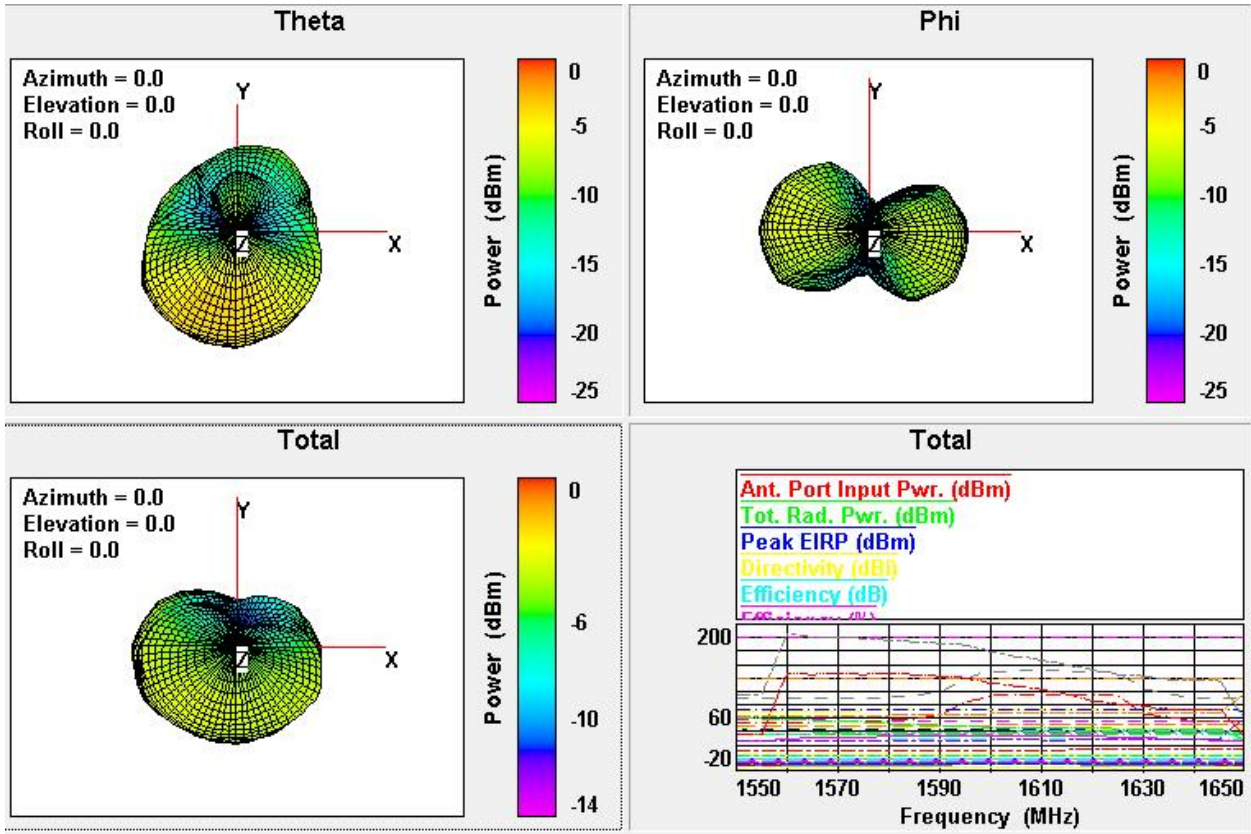 Theta
Azimuth = 0.0
Elevation = 0.0
Roll = 0.0
Y
X
Z
Power (dBm)
0
-5
-10
-15
-20
-25
Phi
Azimuth = 0.0
Elevation = 0.0
Roll = 0.0
Y
X
Z
Power (dBm)
0
-5
-10
-15
-20
-25
Total
Azimuth = 0.0
Elevation = 0.0
Roll = 0.0
Y
X
Z
Power (dBm)
0
-6
-10
-14
Total
Ant. Port Input Pwr. (dBm)
Tot. Rad. Pwr. (dBm)
Peak EIRP (dBm)
Directivity (dBi)
Efficiency (dB)
Efficiency (%)
200
60
-20
1550 1570 1590 1610 1630 1650
Frequency (MHz)